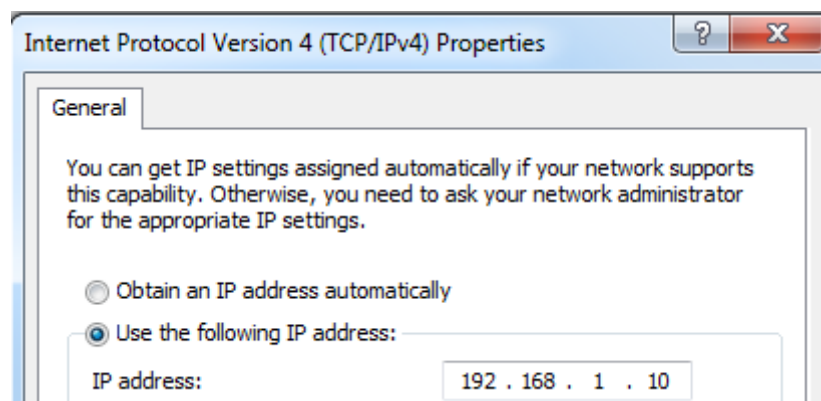 Internet Protocol Version 4 (TCP/IPv4) Properties
?
General
You can get IP settings assigned automatically if your network supports
this capability. Otherwise, you need to ask your network administrator
for the appropriate IP settings.
Obtain an IP address automatically
Use the following IP address:
IP address: 192 . 168 . 1 . 10